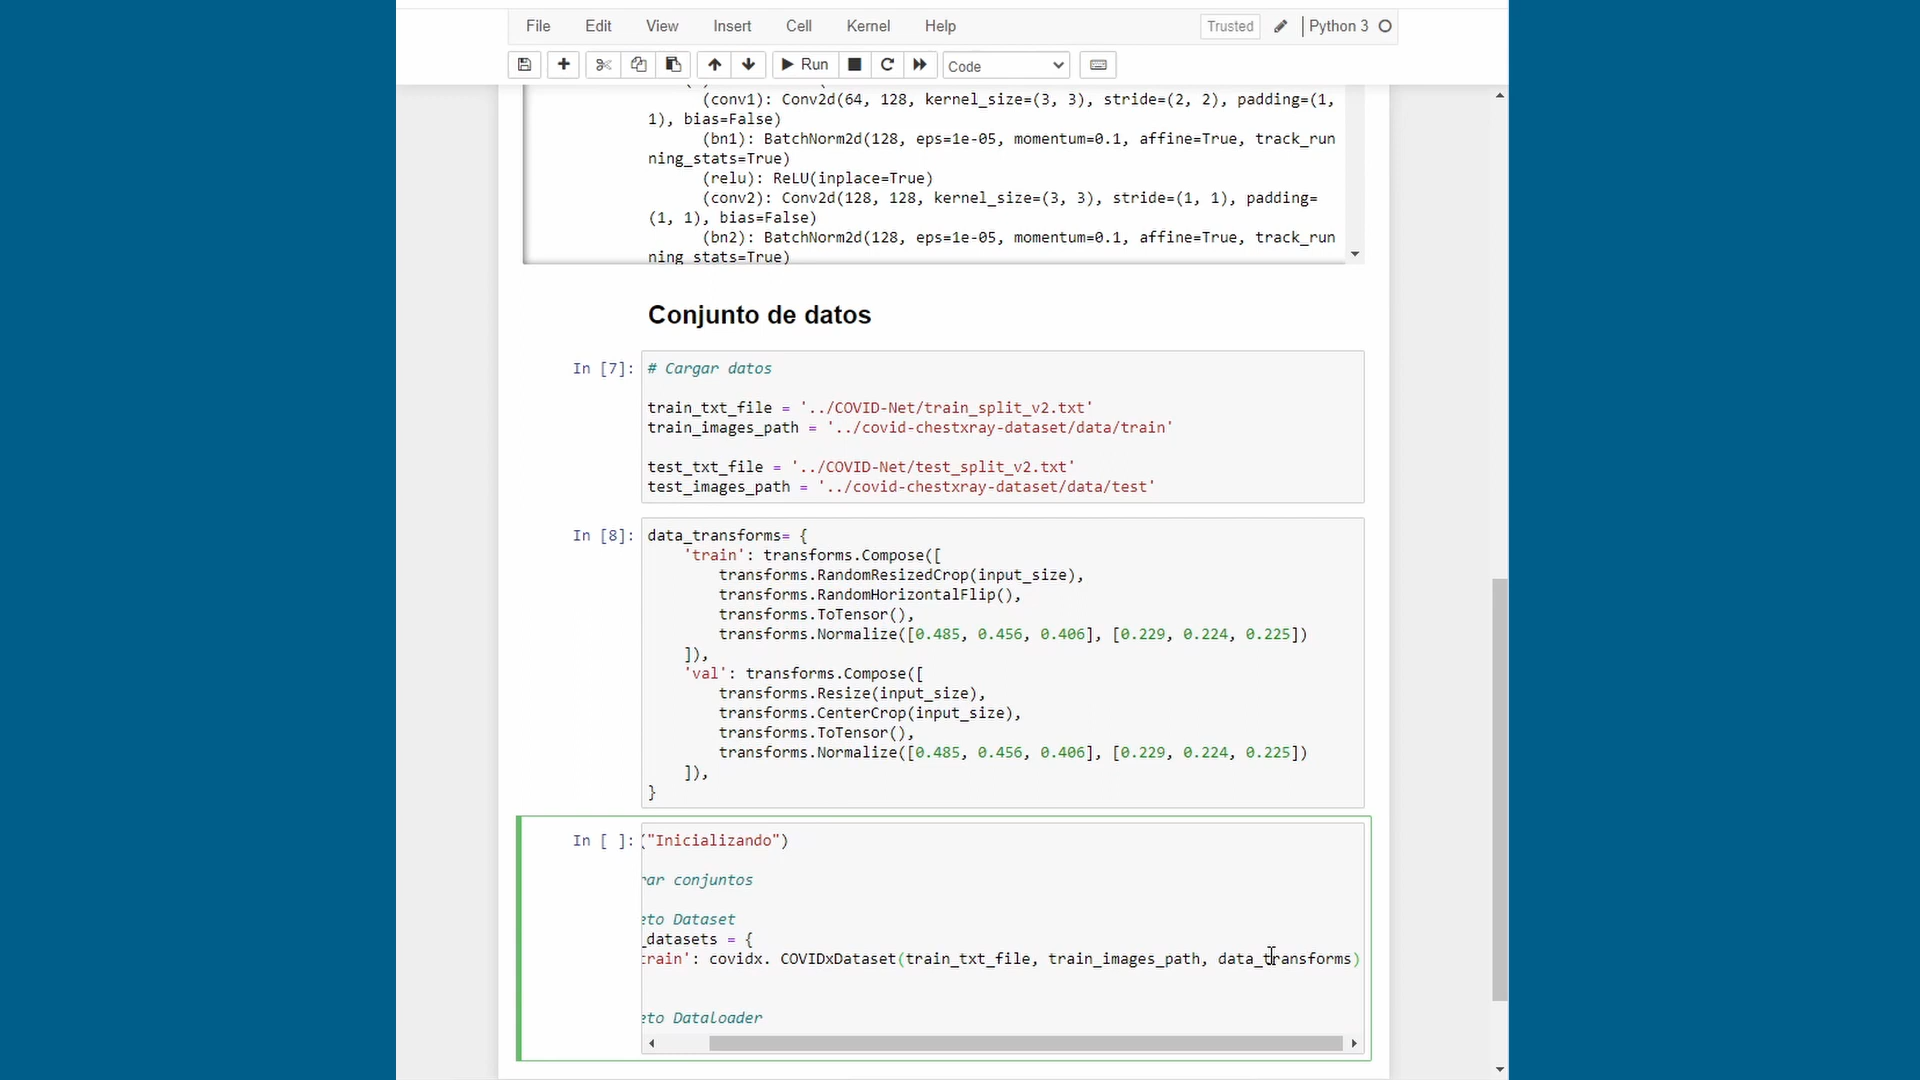 File Edit View Insert Cell Kernel Help Trusted Python 3
Run Code
(conv1): Conv2d(64, 128, kernel_size=(3, 3), stride=(2, 2), padding=(1,
1), bias=False)
(bn1): BatchNorm2d(128, eps=1e-05, momentum=0.1, affine=True, track_run
ning_stats=True)
(relu): ReLU(inplace=True)
(conv2): Conv2d(128, 128, kernel_size=(3, 3), stride=(1, 1), padding=
(1, 1), bias=False)
(bn2): BatchNorm2d(128, eps=1e-05, momentum=0.1, affine=True, track_run
ning_stats=True)
Conjunto de datos
In [7]: # Cargar datos
train_txt_file = '../COVID-Net/train_split_v2.txt'
train_images_path = '../covid-chestxray-dataset/data/train'
test_txt_file = '../COVID-Net/test_split_v2.txt'
test_images_path = '../covid-chestxray-dataset/data/test'
In [8]: data_transforms= {
'train': transforms.Compose([
transforms.RandomResizedCrop(input_size),
transforms.RandomHorizontalFlip(),
transforms.ToTensor(),
transforms.Normalize([0.485, 0.456, 0.406], [0.229, 0.224, 0.225])
]),
'val': transforms.Compose([
transforms.Resize(input_size),
transforms.CenterCrop(input_size),
transforms.ToTensor(),
transforms.Normalize([0.485, 0.456, 0.406], [0.229, 0.224, 0.225])
]),
}
In [ ]: ("Inicializando")
rar conjuntos
eto Dataset
_datasets = {
train': covidx. COVIDxDataset(train_txt_file, train_images_path, data_transforms)
eto Dataloader